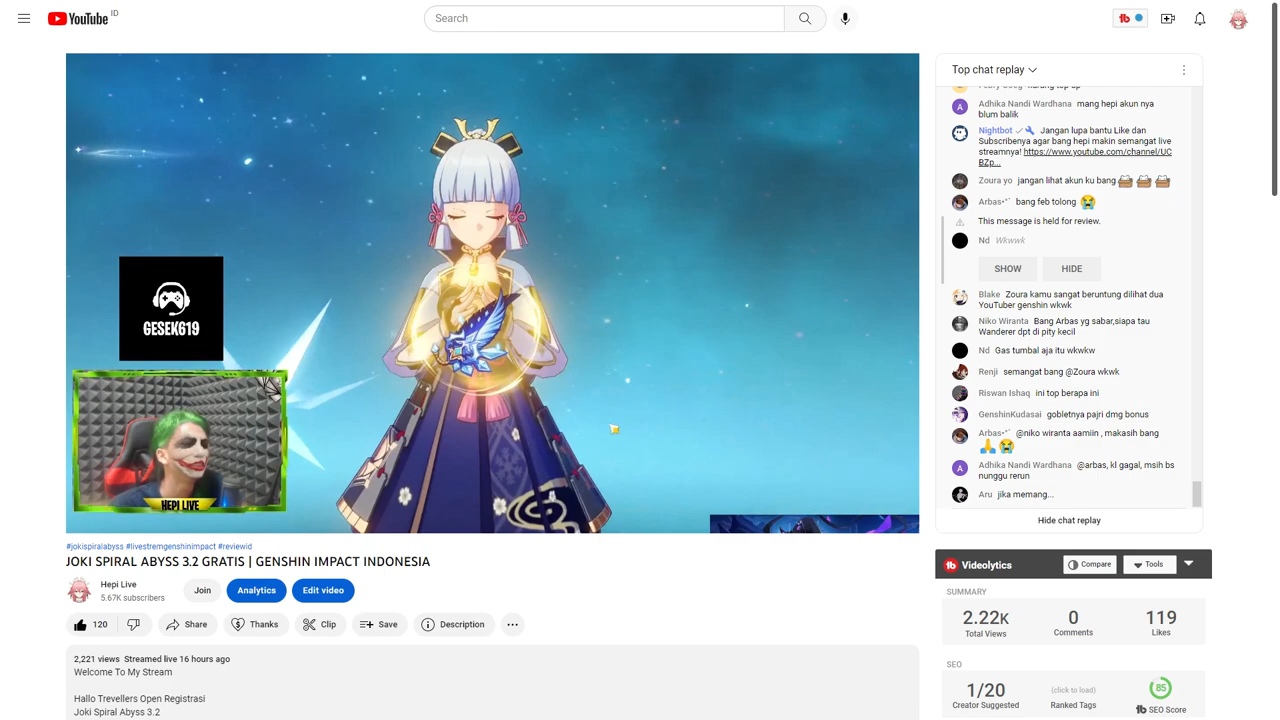 YouTube ID
Search
GESEK619
HEPI LIVE
#jokispiralabyss #livestremgenshinimpact #reviewid
JOKI SPIRAL ABYSS 3.2 GRATIS | GENSHIN IMPACT INDONESIA
Hepi Live
5.67K subscribers
Join
Analytics
Edit video
120
Share
Thanks
Clip
Save
Description
2,221 views Streamed live 16 hours ago
Welcome To My Stream
Hallo Trevellers Open Registrasi
Joki Spiral Abyss 3.2
Top chat replay
Adhika Nandi Wardhana mang hepi akun nya
blum balik
Nightbot Jangan lupa bantu Like dan
Subscribenya agar bang hepi makin semangat live
streamnya! https://www.youtube.com/channel/UC
BZp...
Zoura yo jangan lihat akun ku bang
Arbas•°˚ bang feb tolong
This message is held for review.
Nd Wkwwk
SHOW
HIDE
Blake Zoura kamu sangat beruntung dilihat dua
YouTuber genshin wkwk
Niko Wiranta Bang Arbas yg sabar,siapa tau
Wanderer dpt di pity kecil
Nd Gas tumbal aja itu wkwkw
Renji semangat bang @Zoura wkwk
Riswan Ishaq ini top berapa ini
GenshinKudasai gobletnya pajri dmg bonus
Arbas•°˚ @niko wiranta aamiin , makasih bang
Adhika Nandi Wardhana @arbas, kl gagal, msih bs
nunggu rerun
Aru jika memang...
Hide chat replay
tb Videolytics
Compare
Tools
SUMMARY
2.22K
Total Views
0
Comments
119
Likes
SEO
1/20
Creator Suggested
(click to load)
Ranked Tags
85
tb SEO Score